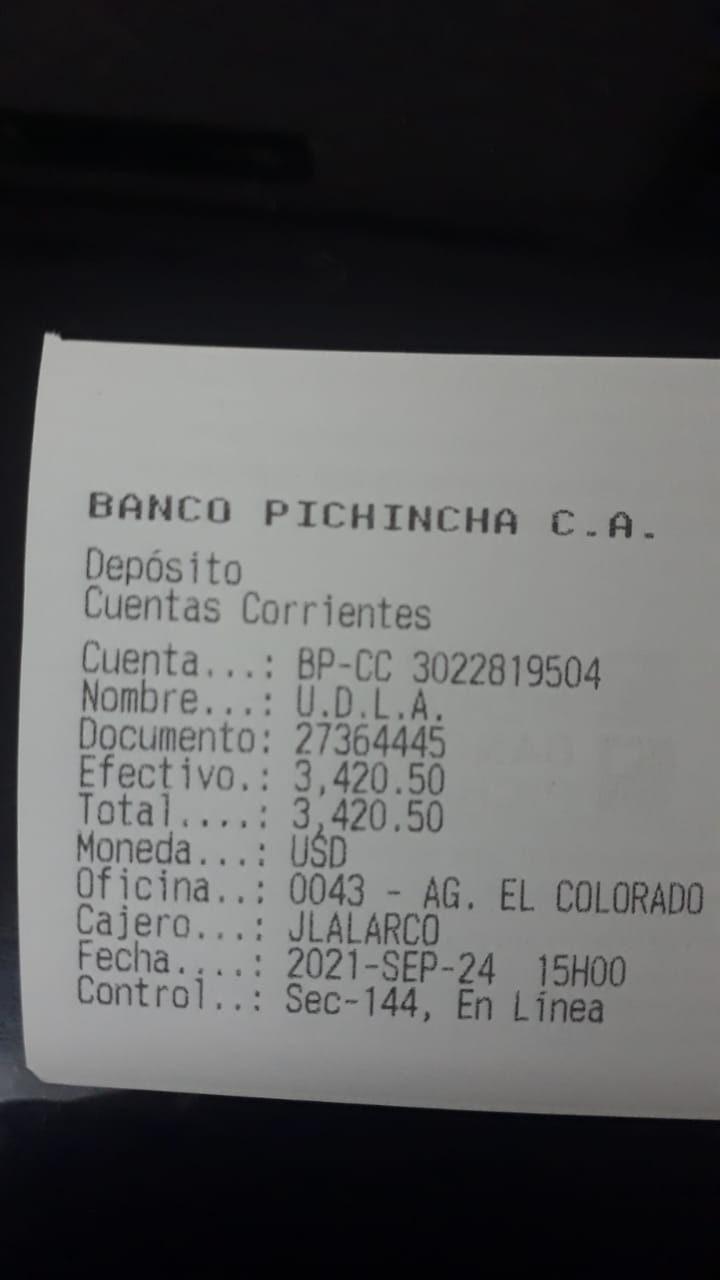 BANCO PICHINCHA C.A.
Depósito
Cuentas Corrientes
Cuenta...: BP-CC 3022819504
Nombre...: U.D.L.A.
Documento: 27364445
Efectivo.: 3,420.50
Total....: 3,420.50
Moneda...: USD
Oficina..: 0043 - AG. EL COLORADO
Cajero...: JLALARCO
Fecha....: 2021-SEP-24 15H00
Control..: Sec-144, En Línea